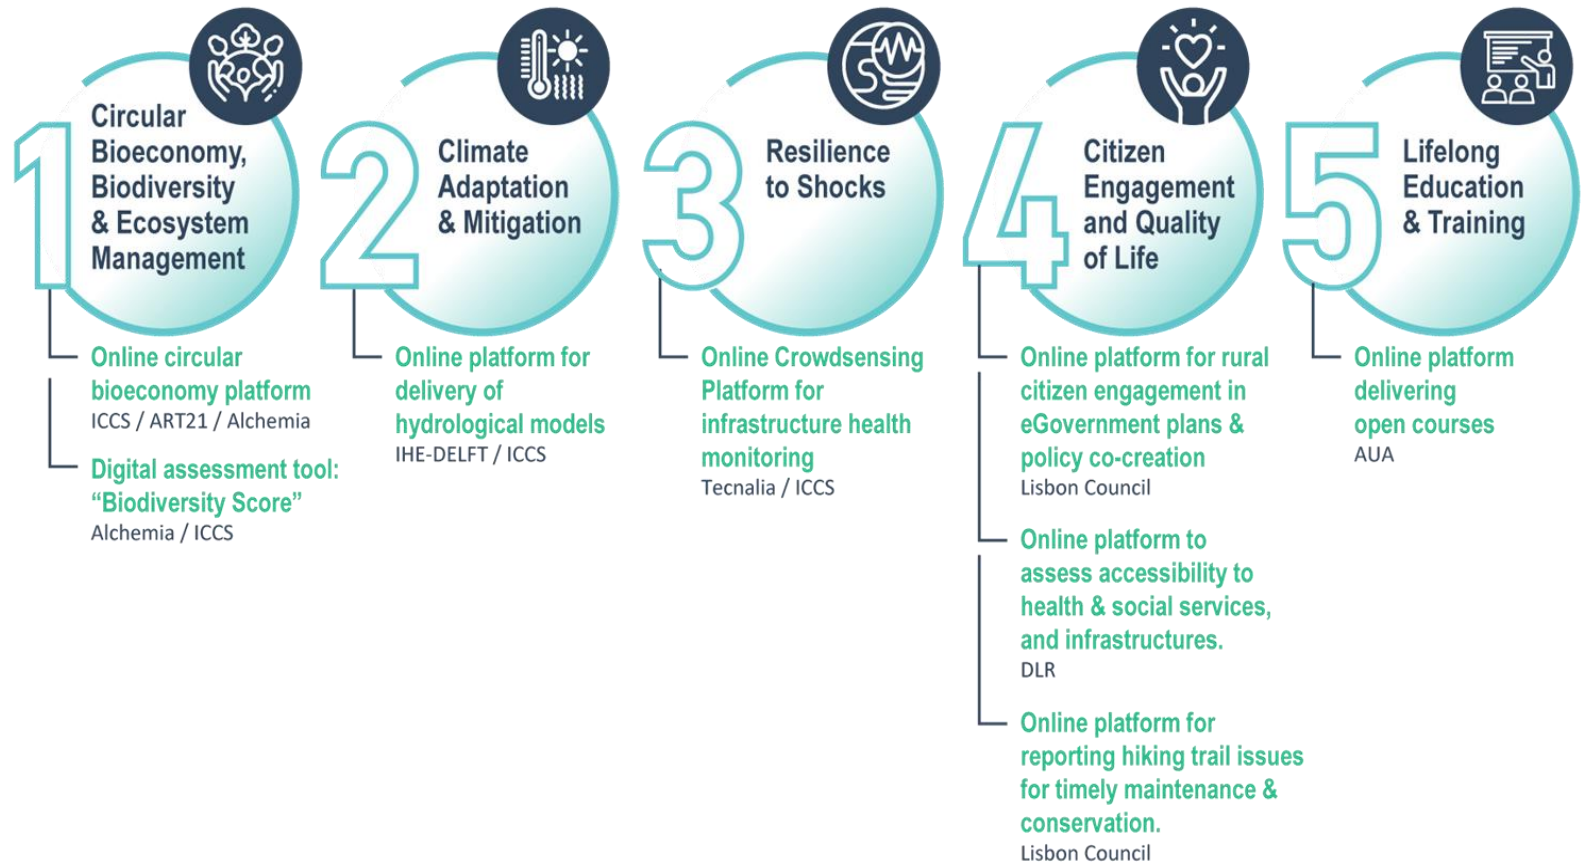 1
Circular
Bioeconomy,
Biodiversity
& Ecosystem
Management
Online circular
bioeconomy platform
ICCS / ART21 / Alchemia
Digital assessment tool:
“Biodiversity Score”
Alchemia / ICCS
2
Climate
Adaptation
& Mitigation
Online platform for
delivery of
hydrological models
IHE-DELFT / ICCS
3
Resilience
to Shocks
Online Crowdsensing
Platform for
infrastructure health
monitoring
Tecnalia / ICCS
4
Citizen
Engagement
and Quality
of Life
Online platform for rural
citizen engagement in
eGovernment plans &
policy co-creation
Lisbon Council
Online platform to
assess accessibility to
health & social services,
and infrastructures.
DLR
Online platform for
reporting hiking trail issues
for timely maintenance &
conservation.
Lisbon Council
5
Lifelong
Education
& Training
Online platform
delivering
open courses
AUA